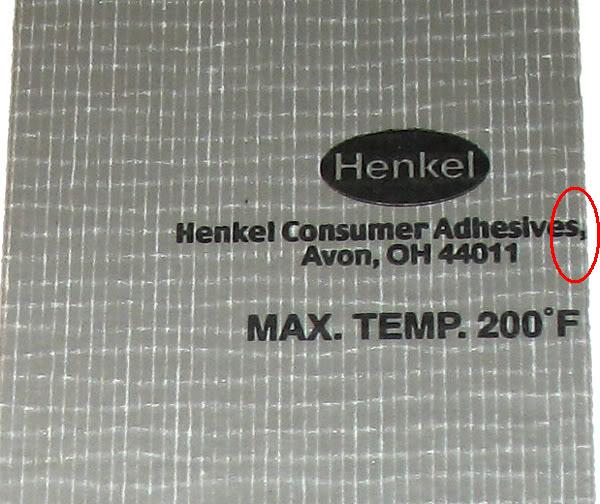 Henkel
Henkel Consumer Adhesives,
Avon, OH 44011
MAX. TEMP. 200°F